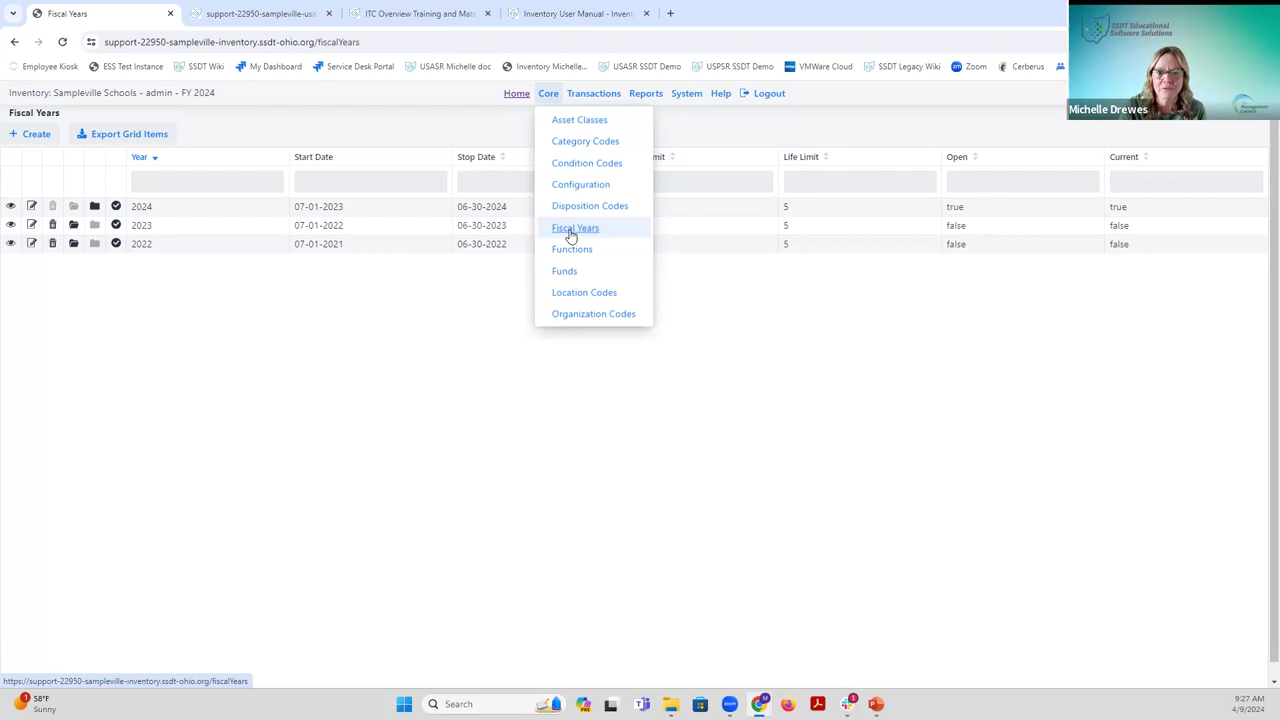 Fiscal Years
support-22950-sampleville-usa
ITC Overview Training and Mat
Inventory User Manual - Invent
support-22950-sampleville-inventory.ssdt-ohio.org/fiscalYears
Employee Kiosk
ESS Test Instance
SSDT Wiki
My Dashboard
Service Desk Portal
USASR Michelle doc
Inventory Michelle...
USASR SSDT Demo
USPSR SSDT Demo
VMWare Cloud
SSDT Legacy Wiki
Zoom
Cerberus
SSDT Educational
Software Solutions
Management
Council
Michelle Drewes
Inventory: Sampleville Schools - admin - FY 2024
Home Core Transactions Reports System Help Logout
Fiscal Years
+ Create Export Grid Items
Year Start Date Stop Date mit Life Limit Open Current
2024 07-01-2023 06-30-2024 5 true true
2023 07-01-2022 06-30-2023 5 false false
2022 07-01-2021 06-30-2022 5 false false
Asset Classes
Category Codes
Condition Codes
Configuration
Disposition Codes
Fiscal Years
Functions
Funds
Location Codes
Organization Codes
https://support-22950-sampleville-inventory.ssdt-ohio.org/fiscalYears
1
58°F
Sunny
Search
zoom
1
9:27 AM
4/9/2024